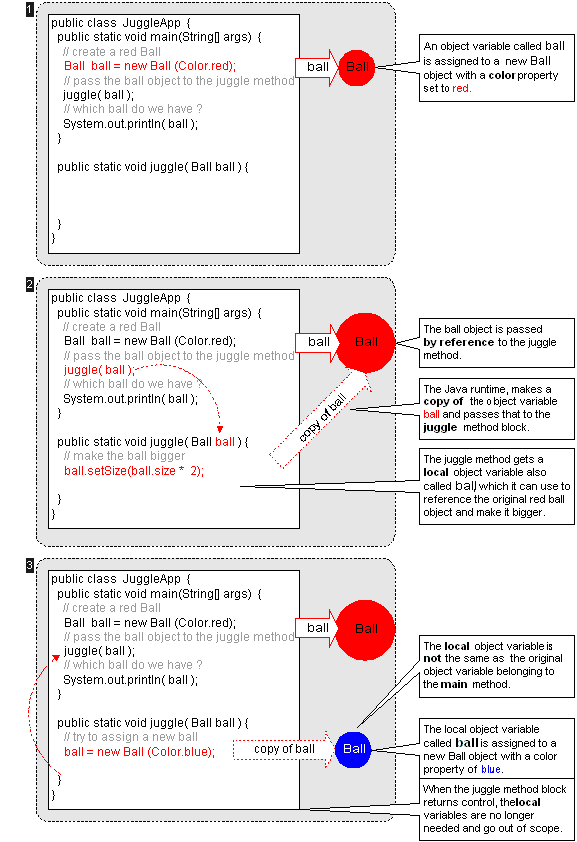 1
public class JuggleApp {
public static void main(String[] args) {
// create a red Ball
Ball ball = new Ball (Color.red);
// pass the ball object to the juggle method
juggle( ball );
// which ball do we have ?
System.out.println( ball );
}
public static void juggle( Ball ball ) {
}
}
ball
Ball
An object variable called ball
is assigned to a new Ball
object with a color property
set to red.
2
public class JuggleApp {
public static void main(String[] args) {
// create a red Ball
Ball ball = new Ball (Color.red);
// pass the ball object to the juggle method
juggle( ball );
// which ball do we have ?
System.out.println( ball );
}
public static void juggle( Ball ball ) {
// make the ball bigger
ball.setSize(ball.size * 2);
}
}
ball
Ball
copy of ball
The ball object is passed
by reference to the juggle
method.
The Java runtime, makes a
copy of the object variable
ball and passes that to the
juggle method block.
The juggle method gets a
local object variable also
called ball, which it can use to
reference the original red ball
object and make it bigger.
3
public class JuggleApp {
public static void main(String[] args) {
// create a red Ball
Ball ball = new Ball (Color.red);
// pass the ball object to the juggle method
juggle( ball );
// which ball do we have ?
System.out.println( ball );
}
public static void juggle( Ball ball ) {
// try to assign a new ball
ball = new Ball (Color.blue);
}
}
ball
Ball
copy of ball
Ball
The local object variable is
not the same as the original
object variable belonging to
the main method.
The local object variable
called ball is assigned to a
new Ball object with a color
property of blue.
When the juggle method block
returns control, the local
variables are no longer
needed and go out of scope.